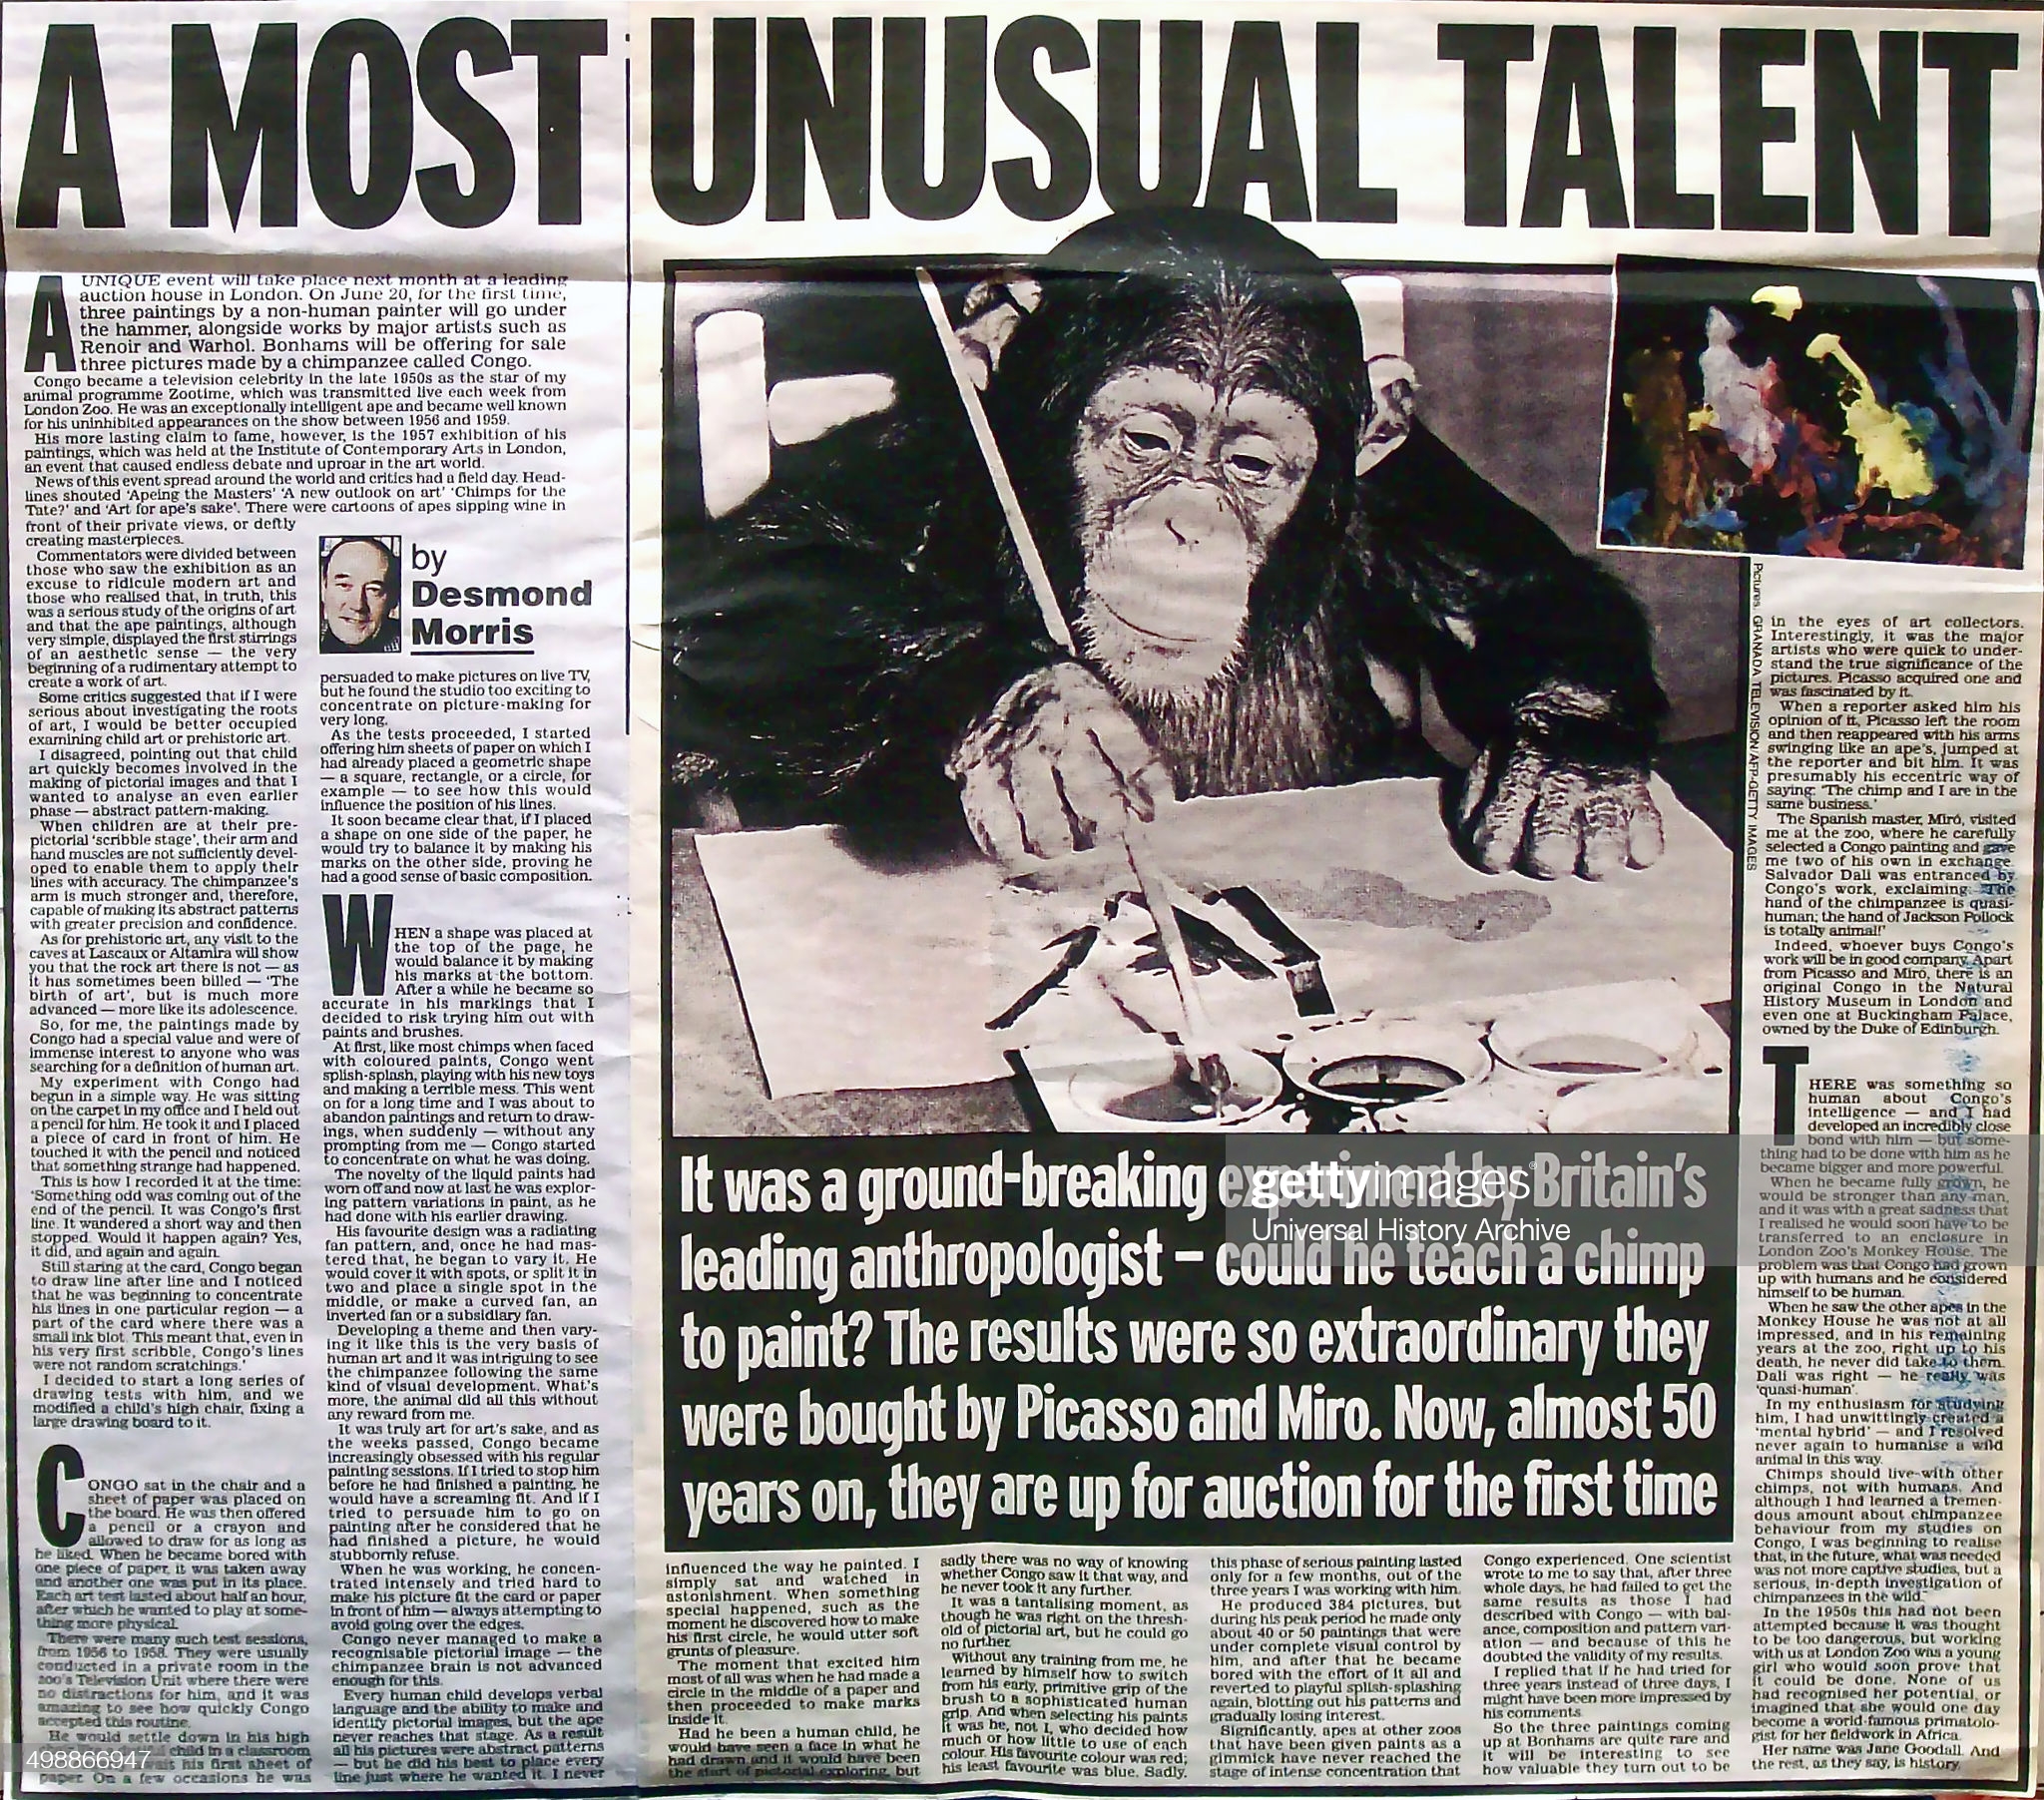 A MOST UNUSUAL TALENT
A UNIQUE event will take place next month at a leading
auction house in London. On June 20, for the first time,
three paintings by a non-human painter will go under
the hammer, alongside works by major artists such as
Renoir and Warhol. Bonhams will be offering for sale
three pictures made by a chimpanzee called Congo.
Congo became a television celebrity in the late 1950s as the star of my
animal programme Zootime, which was transmitted live each week from
London Zoo. He was an exceptionally intelligent ape and became well known
for his uninhibited appearances on the show between 1956 and 1959.
His more lasting claim to fame, however, is the 1957 exhibition of his
paintings, which was held at the Institute of Contemporary Arts in London,
an event that caused endless debate and uproar in the art world.
News of this event spread around the world and critics had a field day. Head-
lines shouted 'Apeing the Masters' 'A new outlook on art' 'Chimps for the
Tate?' and 'Art for ape's sake'. There were cartoons of apes sipping wine in
front of their private views, or deftly
creating masterpieces.
Commentators were divided between
those who saw the exhibition as an
excuse to ridicule modern art and
those who realised that, in truth, this
was a serious study of the origins of art
and that the ape paintings, although
very simple, displayed the first stirrings
of an aesthetic sense — the very
beginning of a rudimentary attempt to
create a work of art.
Some critics suggested that if I were
serious about investigating the roots
of art, I would be better occupied
examining child art or prehistoric art.
I disagreed, pointing out that child
art quickly becomes involved in the
making of pictorial images and that I
wanted to analyse an even earlier
phase — abstract pattern-making.
When children are at their pre-
pictorial 'scribble stage', their arm and
hand muscles are not sufficiently devel-
oped to enable them to apply their
lines with accuracy. The chimpanzee's
arm is much stronger and, therefore,
capable of making its abstract patterns
with greater precision and confidence.
As for prehistoric art, any visit to the
caves at Lascaux or Altamira will show
you that the rock art there is not — as
it has sometimes been billed — 'The
birth of art', but is much more
advanced — more like its adolescence.
So, for me, the paintings made by
Congo had a special value and were of
immense interest to anyone who was
searching for a definition of human art.
My experiment with Congo had
begun in a simple way. He was sitting
on the carpet in my office and I held out
a pencil for him. He took it and I placed
a piece of card in front of him. He
touched it with the pencil and noticed
that something strange had happened.
This is how I recorded it at the time:
'Something odd was coming out of the
end of the pencil. It was Congo's first
line. It wandered a short way and then
stopped. Would it happen again? Yes,
it did, and again and again.
Still staring at the card, Congo began
to draw line after line and I noticed
that he was beginning to concentrate
his lines in one particular region — a
part of the card where there was a
small ink blot. This meant that, even in
his very first scribble, Congo's lines
were not random scratchings.'
I decided to start a long series of
drawing tests with him, and we
modified a child's high chair, fixing a
large drawing board to it.
CONGO sat in the chair and a
sheet of paper was placed on
the board. He was then offered
a pencil or a crayon and
allowed to draw for as long as
he liked. When he became bored with
one piece of paper, it was taken away
and another one was put in its place.
Each art test lasted about half an hour,
after which he wanted to play at some-
thing more physical.
There were many such test sessions,
from 1956 to 1958. They were usually
conducted in a private room in the
zoo's Television Unit where there were
no distractions for him, and it was
amazing to see how quickly Congo
accepted this routine.
He would settle down in his high
child in a classroom
his first sheet of
paper. On a few occasions he was
by
Desmond
Morris
persuaded to make pictures on live TV,
but he found the studio too exciting to
concentrate on picture-making for
very long.
As the tests proceeded, I started
offering him sheets of paper on which I
had already placed a geometric shape
— a square, rectangle, or a circle, for
example — to see how this would
influence the position of his lines.
It soon became clear that, if I placed
a shape on one side of the paper, he
would try to balance it by making his
marks on the other side, proving he
had a good sense of basic composition.
WHEN a shape was placed at
the top of the page, he
would balance it by making
his marks at the bottom.
After a while he became so
accurate in his markings that I
decided to risk trying him out with
paints and brushes.
At first, like most chimps when faced
with coloured paints, Congo went
splish-splash, playing with his new toys
and making a terrible mess. This went
on for a long time and I was about to
abandon paintings and return to draw-
ings, when suddenly — without any
prompting from me — Congo started
to concentrate on what he was doing.
The novelty of the liquid paints had
worn off and now at last he was explor-
ing pattern variations in paint, as he
had done with his earlier drawing.
His favourite design was a radiating
fan pattern, and, once he had mas-
tered that, he began to vary it. He
would cover it with spots, or split it in
two and place a single spot in the
middle, or make a curved fan, an
inverted fan or a subsidiary fan.
Developing a theme and then vary-
ing it like this is the very basis of
human art and it was intriguing to see
the chimpanzee following the same
kind of visual development. What's
more, the animal did all this without
any reward from me.
It was truly art for art's sake, and as
the weeks passed, Congo became
increasingly obsessed with his regular
painting sessions. If I tried to stop him
before he had finished a painting, he
would have a screaming fit. And if I
tried to persuade him to go on
painting after he considered that he
had finished a picture, he would
stubbornly refuse.
When he was working, he concen-
trated intensely and tried hard to
make his picture fit the card or paper
in front of him — always attempting to
avoid going over the edges.
Congo never managed to make a
recognisable pictorial image — the
chimpanzee brain is not advanced
enough for this.
Every human child develops verbal
language and the ability to make and
identify pictorial images, but the ape
never reaches that stage. As a result
all his pictures were abstract patterns
— but he did his best to place every
line just where he wanted it. I never
It was a ground-breaking experiment by Britain's
leading anthropologist – could he teach a chimp
to paint? The results were so extraordinary they
were bought by Picasso and Miro. Now, almost 50
years on, they are up for auction for the first time
influenced the way he painted. I
simply sat and watched in
astonishment. When something
special happened, such as the
moment he discovered how to make
his first circle, he would utter soft
grunts of pleasure.
The moment that excited him
most of all was when he had made a
circle in the middle of a paper and
then proceeded to make marks
inside it.
Had he been a human child, he
would have seen a face in what he
had drawn and it would have been
the start of pictorial exploring, but
sadly there was no way of knowing
whether Congo saw it that way, and
he never took it any further.
It was a tantalising moment, as
though he was right on the thresh-
old of pictorial art, but he could go
no further.
Without any training from me, he
learned by himself how to switch
from his early, primitive grip of the
brush to a sophisticated human
grip. And when selecting his paints
it was he, not I, who decided how
much or how little to use of each
colour. His favourite colour was red;
his least favourite was blue. Sadly,
this phase of serious painting lasted
only for a few months, out of the
three years I was working with him.
He produced 384 pictures, but
during his peak period he made only
about 40 or 50 paintings that were
under complete visual control by
him, and after that he became
bored with the effort of it all and
reverted to playful splish-splashing
again, blotting out his patterns and
gradually losing interest.
Significantly, apes at other zoos
that have been given paints as a
gimmick have never reached the
stage of intense concentration that
Congo experienced. One scientist
wrote to me to say that, after three
whole days, he had failed to get the
same results as those I had
described with Congo — with bal-
ance, composition and pattern vari-
ation — and because of this he
doubted the validity of my results.
I replied that if he had tried for
three years instead of three days, I
might have been more impressed by
his comments.
So the three paintings coming
up at Bonhams are quite rare and
it will be interesting to see
how valuable they turn out to be
Pictures: GRANADA TELEVISION/AFP-GETTY IMAGES
in the eyes of art collectors.
Interestingly, it was the major
artists who were quick to under-
stand the true significance of the
pictures. Picasso acquired one and
was fascinated by it.
When a reporter asked him his
opinion of it, Picasso left the room
and then reappeared with his arms
swinging like an ape's, jumped at
the reporter and bit him. It was
presumably his eccentric way of
saying: 'The chimp and I are in the
same business.'
The Spanish master, Miró, visited
me at the zoo, where he carefully
selected a Congo painting and gave
me two of his own in exchange.
Salvador Dali was entranced by
Congo's work, exclaiming: 'The
hand of the chimpanzee is quasi-
human; the hand of Jackson Pollock
is totally animal!'
Indeed, whoever buys Congo's
work will be in good company. Apart
from Picasso and Miró, there is an
original Congo in the Natural
History Museum in London and
even one at Buckingham Palace,
owned by the Duke of Edinburgh.
THERE was something so
human about Congo's
intelligence — and I had
developed an incredibly close
bond with him — but some-
thing had to be done with him as he
became bigger and more powerful.
When he became fully grown, he
would be stronger than any man,
and it was with a great sadness that
I realised he would soon have to be
transferred to an enclosure in
London Zoo's Monkey House. The
problem was that Congo had grown
up with humans and he considered
himself to be human.
When he saw the other apes in the
Monkey House he was not at all
impressed, and in his remaining
years at the zoo, right up to his
death, he never did take to them.
Dali was right — he really was
'quasi-human'.
In my enthusiasm for studying
him, I had unwittingly created a
'mental hybrid' — and I resolved
never again to humanise a wild
animal in this way.
Chimps should live with other
chimps, not with humans. And
although I had learned a tremen-
dous amount about chimpanzee
behaviour from my studies on
Congo, I was beginning to realise
that, in the future, what was needed
was not more captive studies, but a
serious, in-depth investigation of
chimpanzees in the wild.
In the 1950s this had not been
attempted because it was thought
to be too dangerous, but working
with us at London Zoo was a young
girl who would soon prove that
it could be done. None of us
had recognised her potential, or
imagined that she would one day
become a world-famous primatolo-
gist for her fieldwork in Africa.
Her name was Jane Goodall. And
the rest, as they say, is history.
gettyimages®
Universal History Archive
498866947